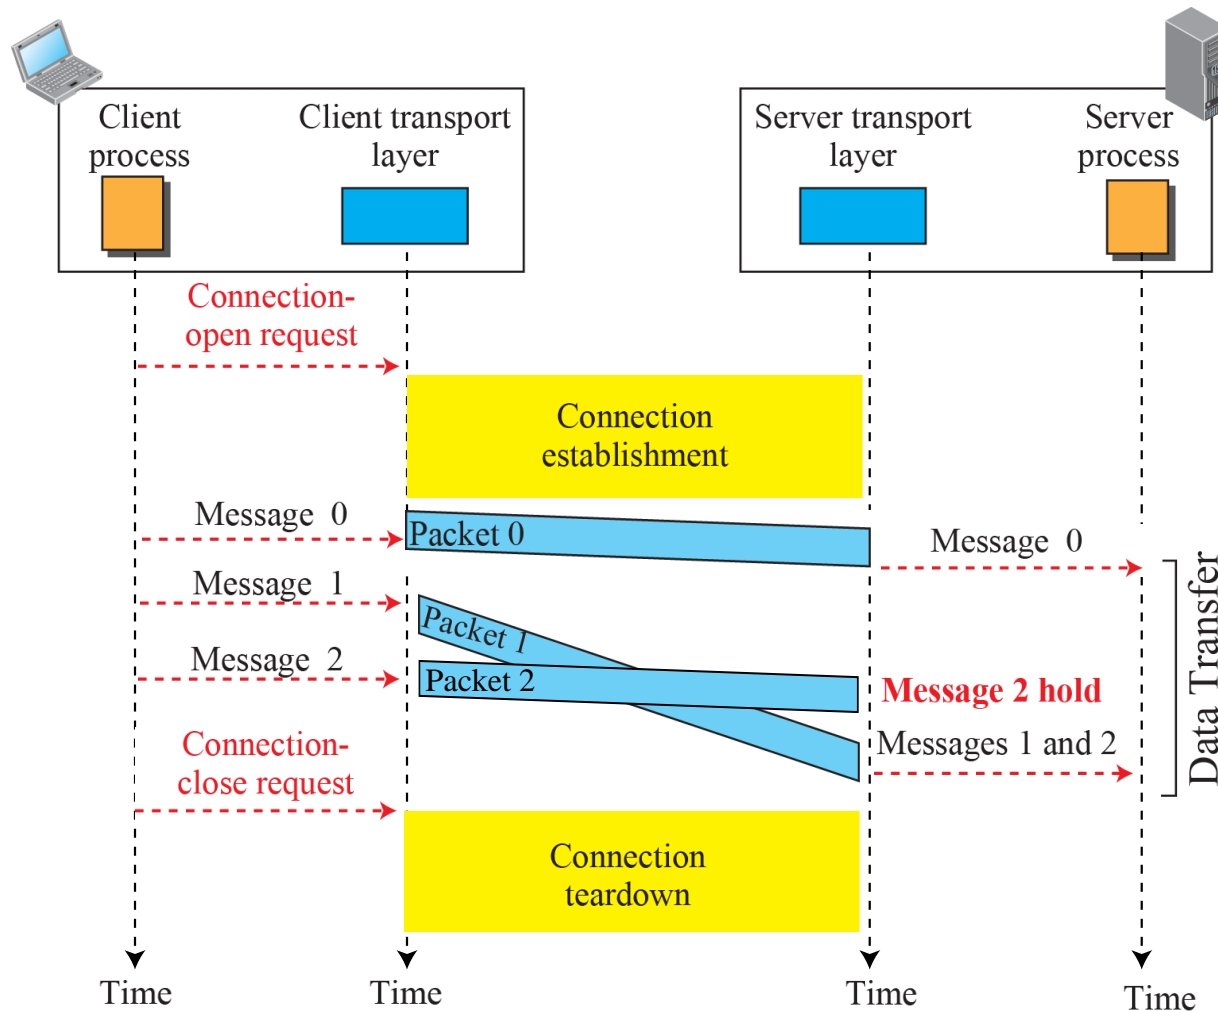 Client process
Client transport layer
Server transport layer
Server process
Connection-
open request
Connection
establishment
Message 0
Packet 0
Message 0
Message 1
Packet 1
Message 2
Packet 2
Message 2 hold
Messages 1 and 2
Data Transfer
Connection-
close request
Connection
teardown
Time
Time
Time
Time